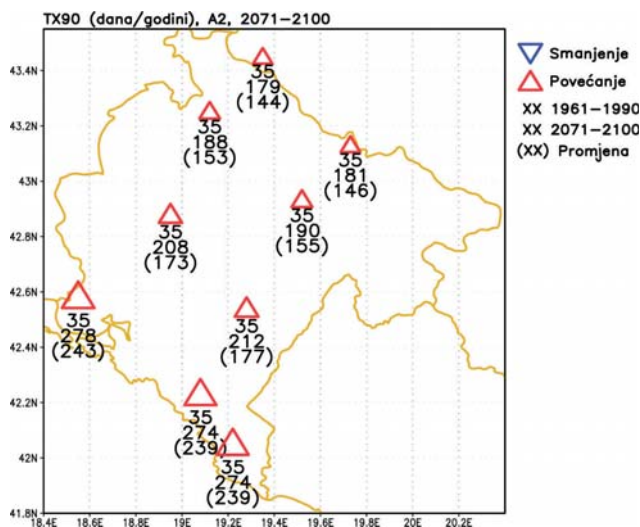 TX90 (dana/godini), A2, 2071−2100
43.4N
43.2N
43N
42.8N
42.6N
42.4N
42.2N
42N
41.8N
18.4E 18.6E 18.8E 19E 19.2E 19.4E 19.6E 19.8E 20E 20.2E
35
179
(144)
35
188
(153)
35
181
(146)
35
190
(155)
35
208
(173)
35
278
(243)
35
212
(177)
35
274
(239)
35
274
(239)
Smanjenje
Povećanje
XX 1961−1990
XX 2071−2100
(XX) Promjena